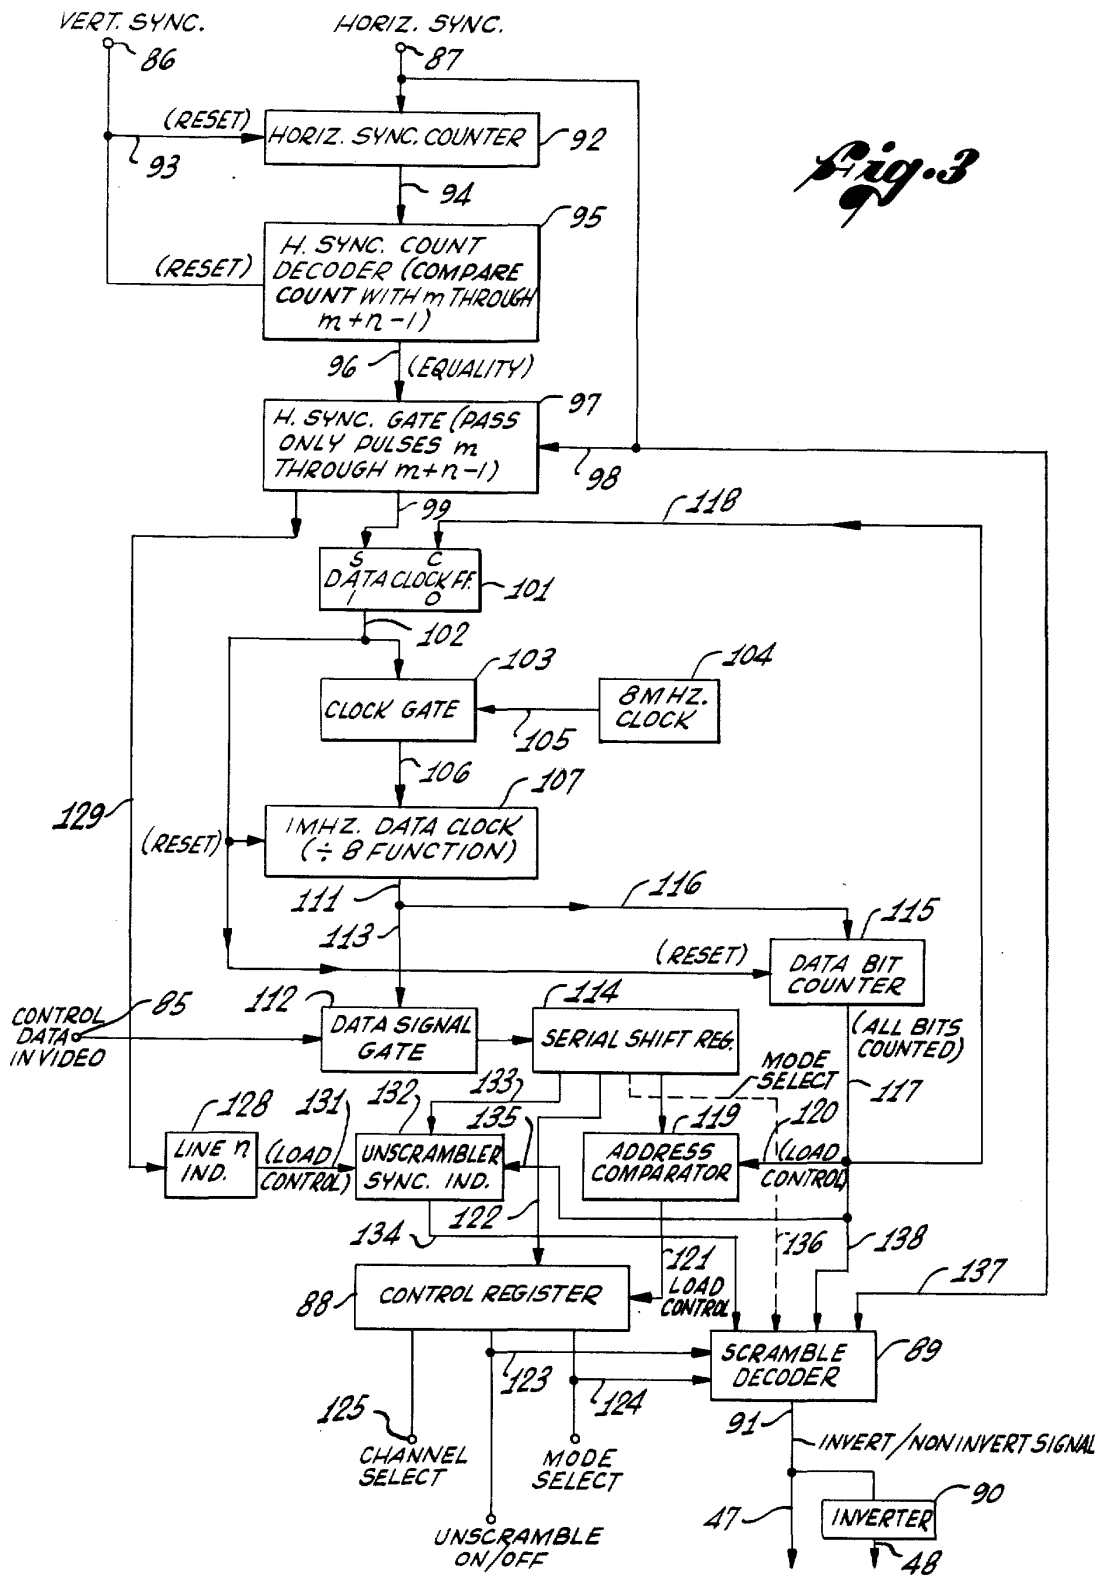 VERT. SYNC.
HORIZ. SYNC.
86
87
(RESET)
HORIZ. SYNC. COUNTER
92
93
94
Fig. 3
95
(RESET)
H. SYNC. COUNT
DECODER (COMPARE
COUNT WITH m THROUGH
m+n-1)
96
(EQUALITY)
97
H. SYNC. GATE (PASS
ONLY PULSES m
THROUGH m+n-1)
98
99
118
S C
DATA CLOCK FF.
1 0
101
102
103
104
CLOCK GATE
8 MHZ.
CLOCK
105
106
107
129
(RESET)
1 MHZ. DATA CLOCK
(÷ 8 FUNCTION)
111
116
115
113
(RESET)
DATA BIT
COUNTER
85
112
114
CONTROL
DATA
IN VIDEO
DATA SIGNAL
GATE
SERIAL SHIFT REG.
(ALL BITS
COUNTED)
MODE
SELECT
117
128
131
132
133
135
119
120
LINE n
IND.
(LOAD
CONTROL)
UNSCRAMBLER
SYNC. IND.
ADDRESS
COMPARATOR
(LOAD
CONTROL)
134
122
121
136
138
137
88
CONTROL REGISTER
LOAD
CONTROL
SCRAMBLE
DECODER
89
123
124
125
91
CHANNEL
SELECT
MODE
SELECT
INVERT/NON INVERT SIGNAL
90
47
INVERTER
UNSCRAMBLE
ON/OFF
48